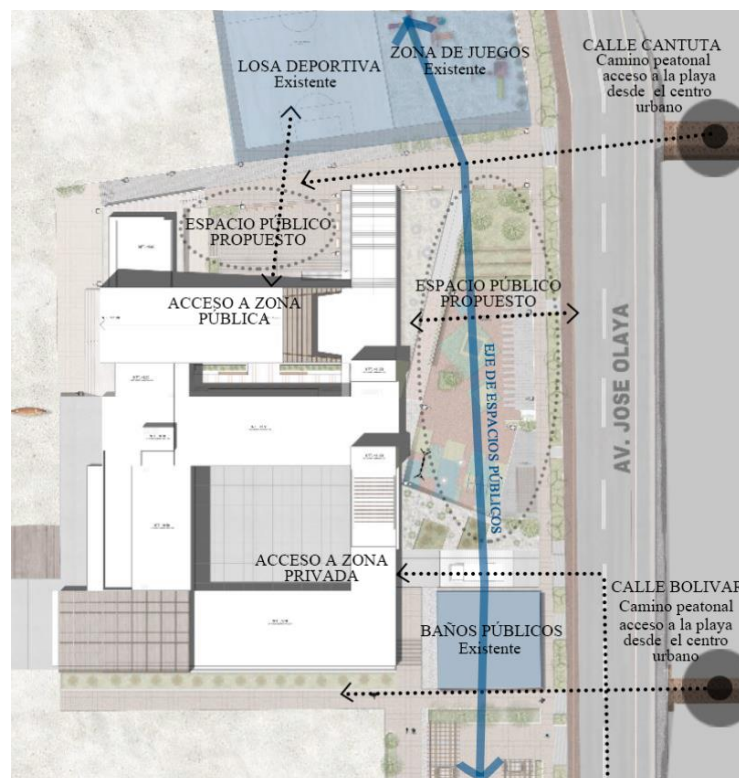 LOSA DEPORTIVA
Existente
ZONA DE JUEGOS
Existente
CALLE CANTUTA
Camino peatonal
acceso a la playa
desde el centro
urbano
ESPACIO PÚBLICO
PROPUESTO
ACCESO A ZONA
PÚBLICA
ESPACIO PÚBLICO
PROPUESTO
EJE DE ESPACIOS PÚBLICOS
AV. JOSE OLAYA
ACCESO A ZONA
PRIVADA
CALLE BOLIVAR
Camino peatonal
acceso a la playa
desde el centro
urbano
BAÑOS PÚBLICOS
Existente